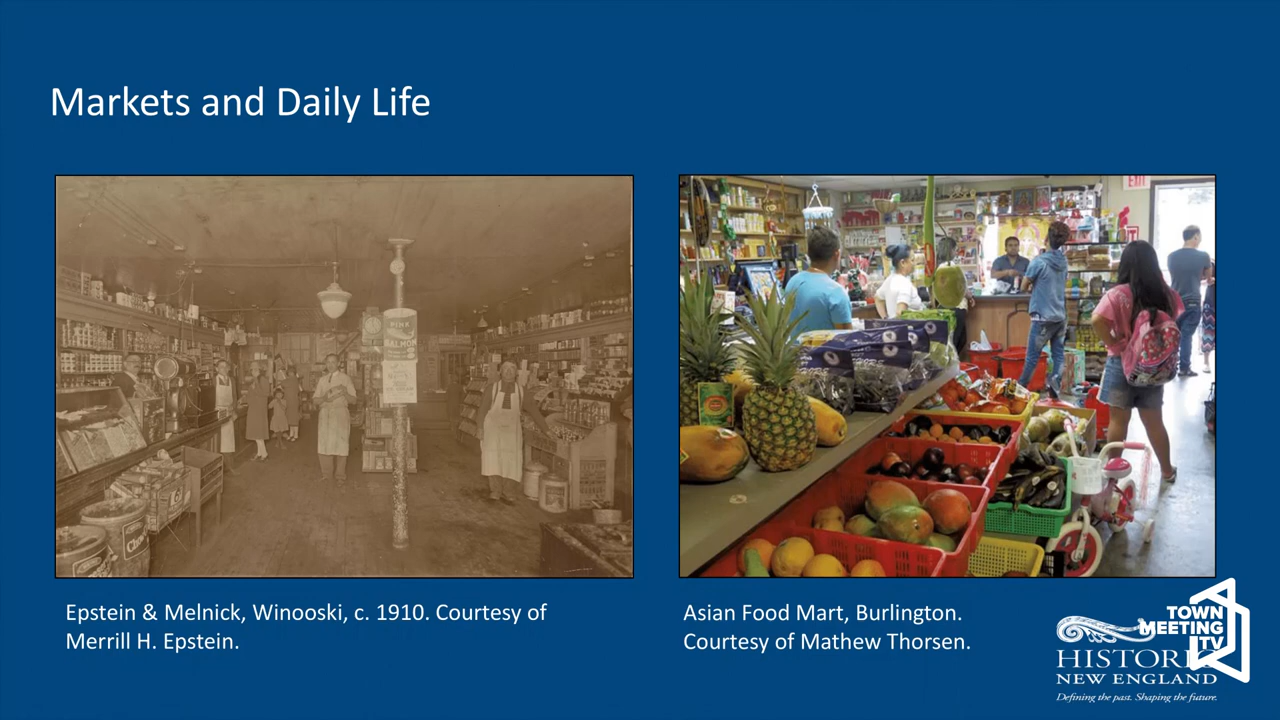 Markets and Daily Life
PINK
SALMON
EXIT
Epstein & Melnick, Winooski, c. 1910. Courtesy of
Merrill H. Epstein.
Asian Food Mart, Burlington.
Courtesy of Mathew Thorsen.
TOWN
MEETING
TV
HISTORIC
NEW ENGLAND
Defining the past. Shaping the future.